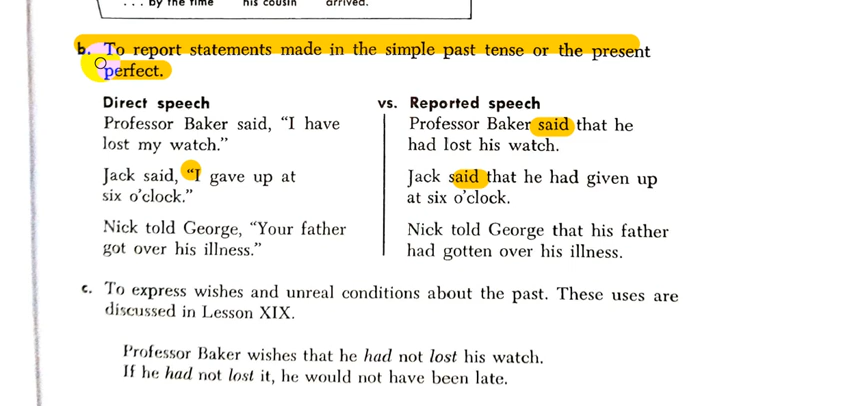 . . . by the time his cousin arrived.
b. To report statements made in the simple past tense or the present
perfect.
Direct speech vs. Reported speech
Professor Baker said, “I have
lost my watch.”
Professor Baker said that he
had lost his watch.
Jack said, “I gave up at
six o’clock.”
Jack said that he had given up
at six o’clock.
Nick told George, “Your father
got over his illness.”
Nick told George that his father
had gotten over his illness.
c. To express wishes and unreal conditions about the past. These uses are
discussed in Lesson XIX.
Professor Baker wishes that he had not lost his watch.
If he had not lost it, he would not have been late.